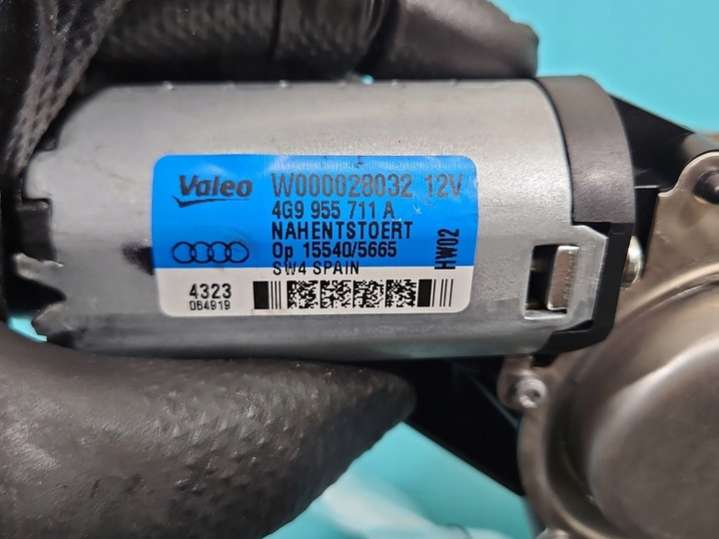 Valeo W000028032 12V
4G9 955 711 A
NAHENTSTOERT
Op 15540/5665
SW4 SPAIN
HW02
4323
064919